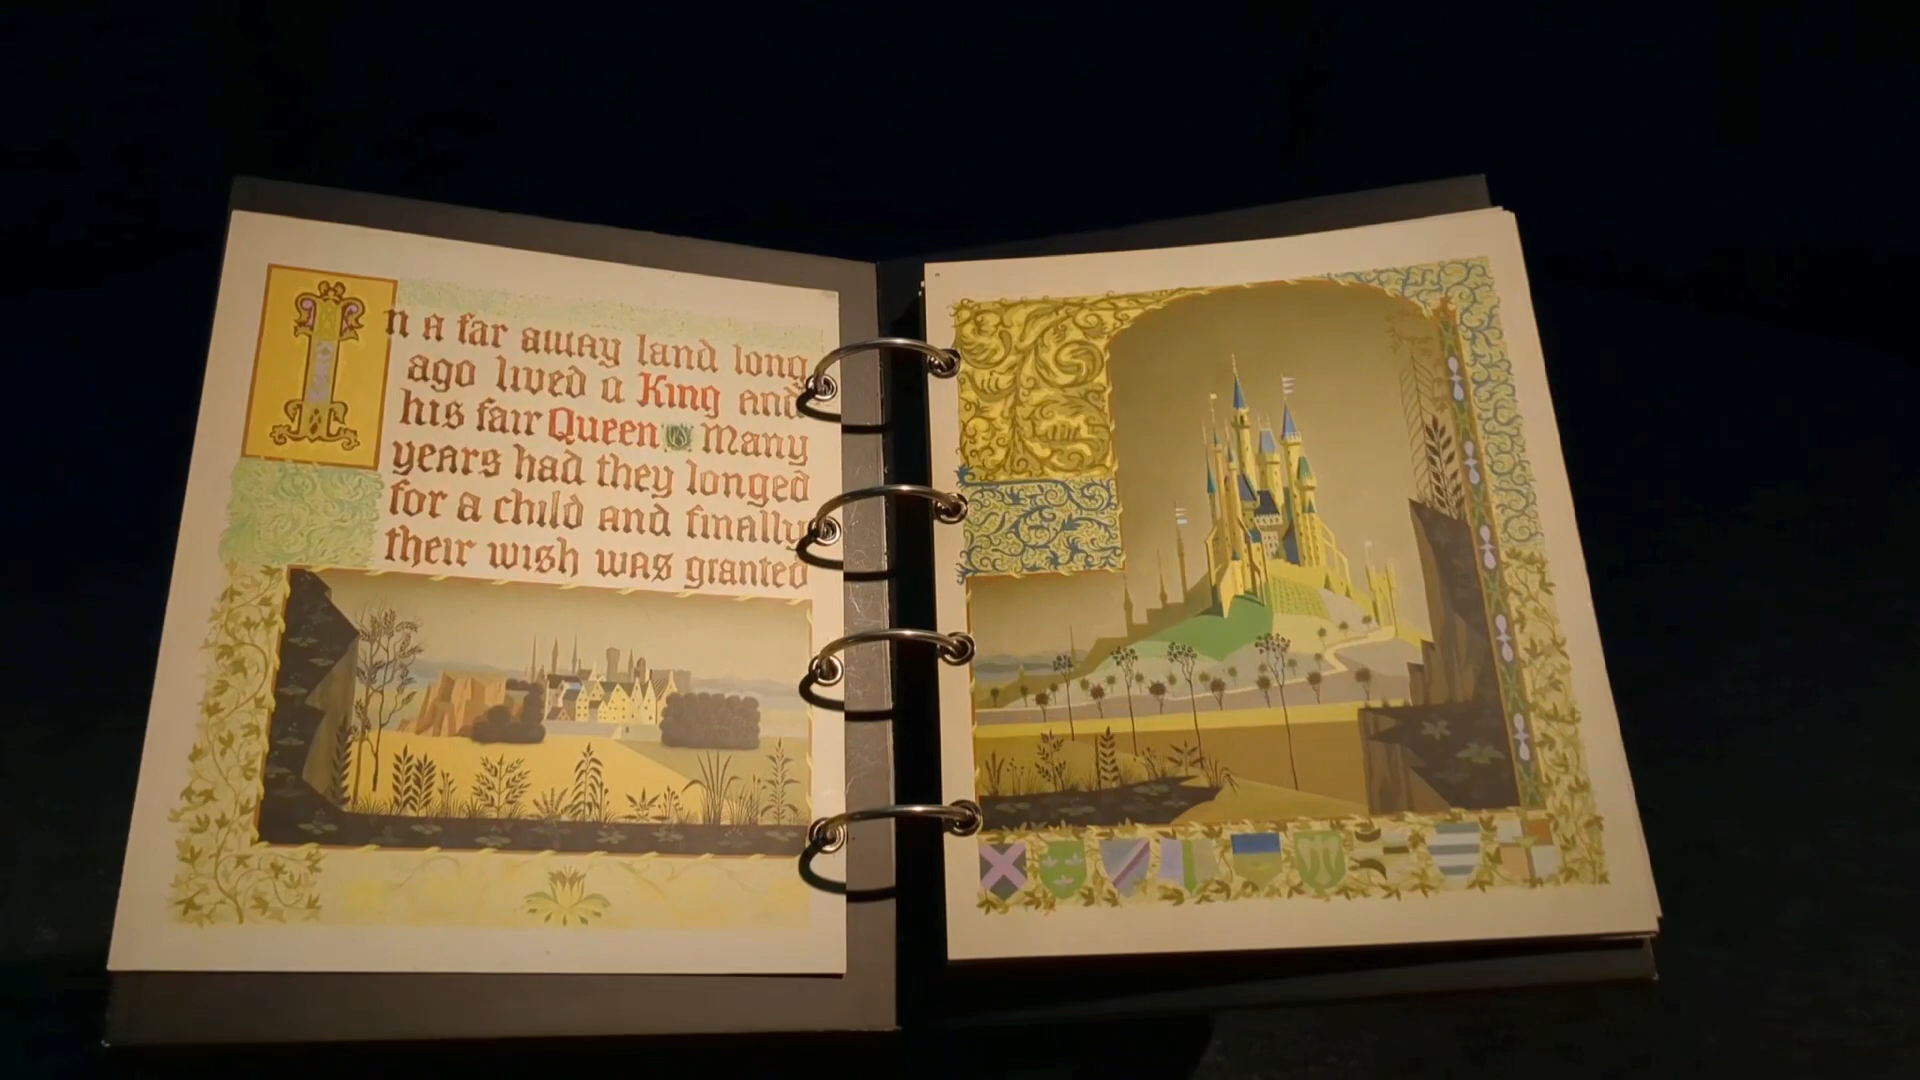 In a far away land long
ago lived a King and
his fair Queen Many
years had they longed
for a child and finally
their wish was granted